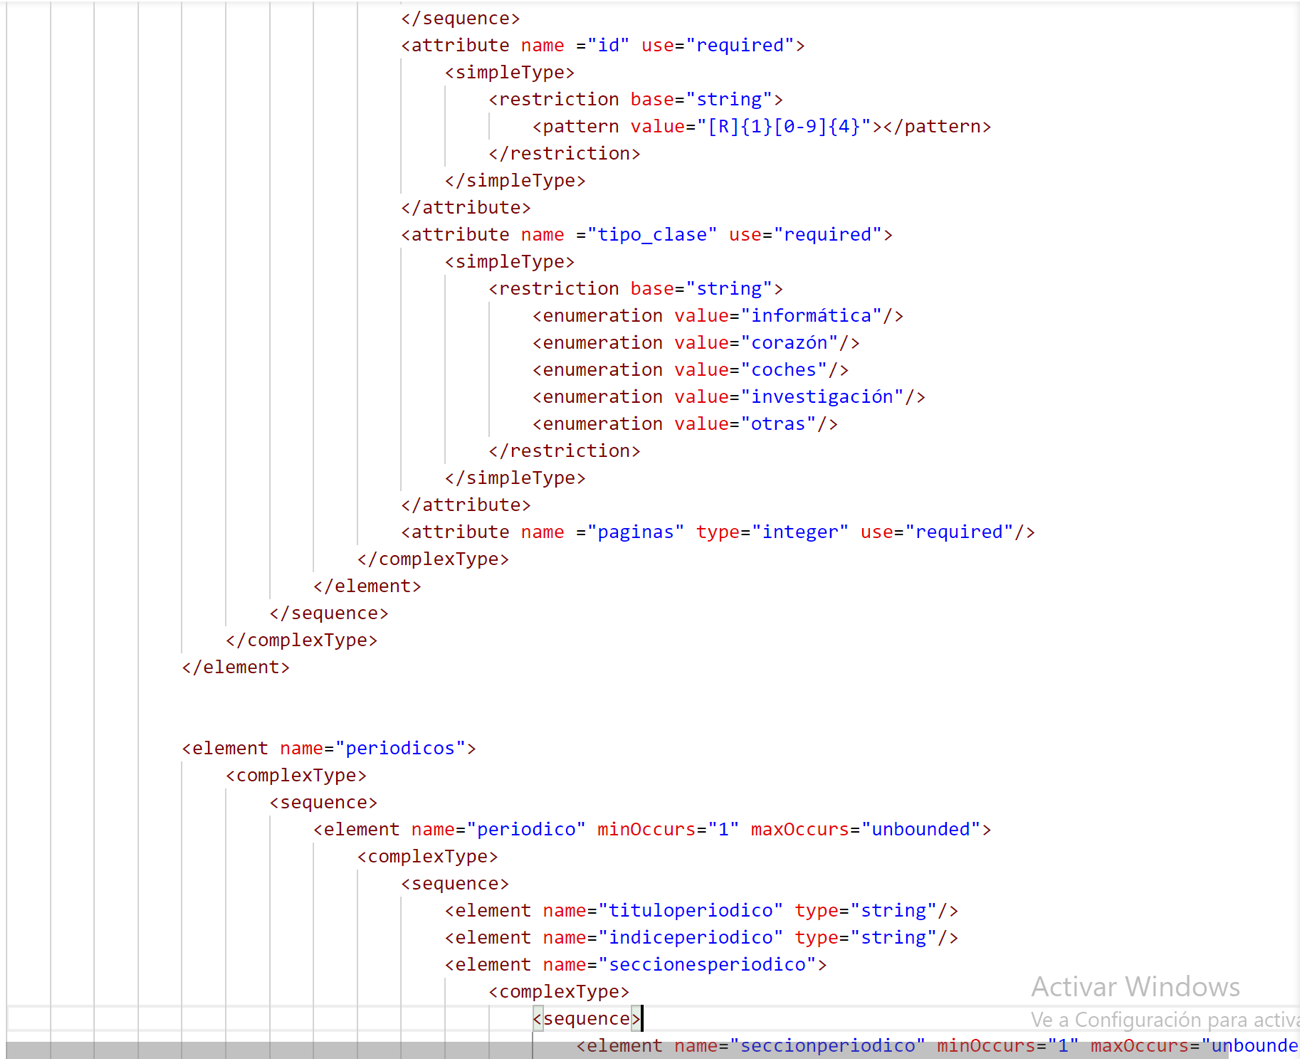 </sequence>
<attribute name ="id" use="required">
<simpleType>
<restriction base="string">
<pattern value="[R]{1}[0-9]{4}"></pattern>
</restriction>
</simpleType>
</attribute>
<attribute name ="tipo_clase" use="required">
<simpleType>
<restriction base="string">
<enumeration value="informática"/>
<enumeration value="corazón"/>
<enumeration value="coches"/>
<enumeration value="investigación"/>
<enumeration value="otras"/>
</restriction>
</simpleType>
</attribute>
<attribute name ="paginas" type="integer" use="required"/>
</complexType>
</element>
</sequence>
</complexType>
</element>
<element name="periodicos">
<complexType>
<sequence>
<element name="periodico" minOccurs="1" maxOccurs="unbounded">
<complexType>
<sequence>
<element name="tituloperiodico" type="string"/>
<element name="indiceperiodico" type="string"/>
<element name="seccionesperiodico">
<complexType>
Activar Windows
<sequence>
Ve a Configuración para activa
<element name="seccionperiodico" minOccurs="1" maxOccurs="unbounde